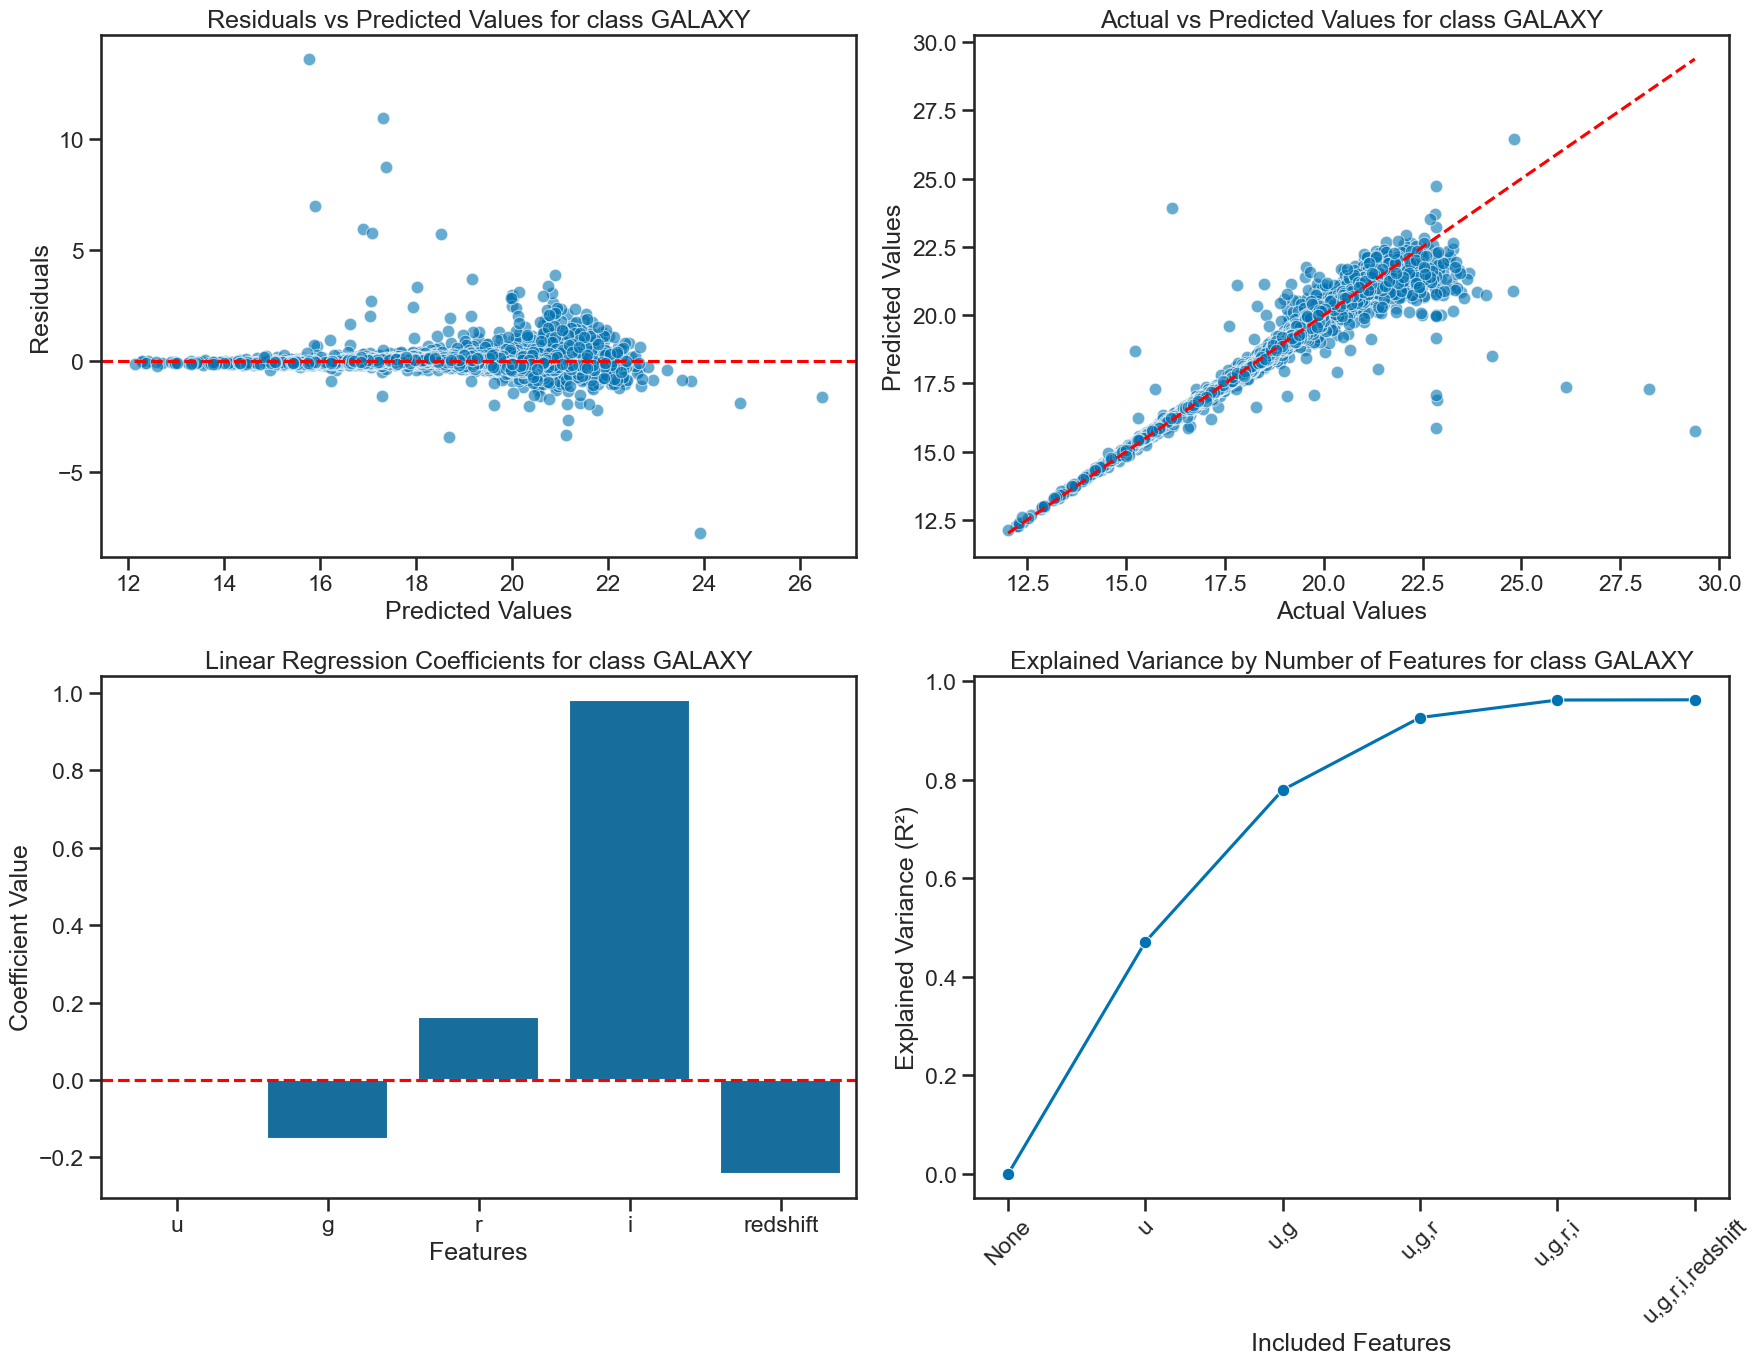 Residuals vs Predicted Values for class GALAXY
Residuals
10
5
0
−5
12 14 16 18 20 22 24 26
Predicted Values
Actual vs Predicted Values for class GALAXY
Predicted Values
30.0
27.5
25.0
22.5
20.0
17.5
15.0
12.5
12.5 15.0 17.5 20.0 22.5 25.0 27.5 30.0
Actual Values
Linear Regression Coefficients for class GALAXY
Coefficient Value
1.0
0.8
0.6
0.4
0.2
0.0
−0.2
u g r i redshift
Features
Explained Variance by Number of Features for class GALAXY
Explained Variance (R²)
1.0
0.8
0.6
0.4
0.2
0.0
None
u
u,g
u,g,r
u,g,r,i
u,g,r,i,redshift
Included Features